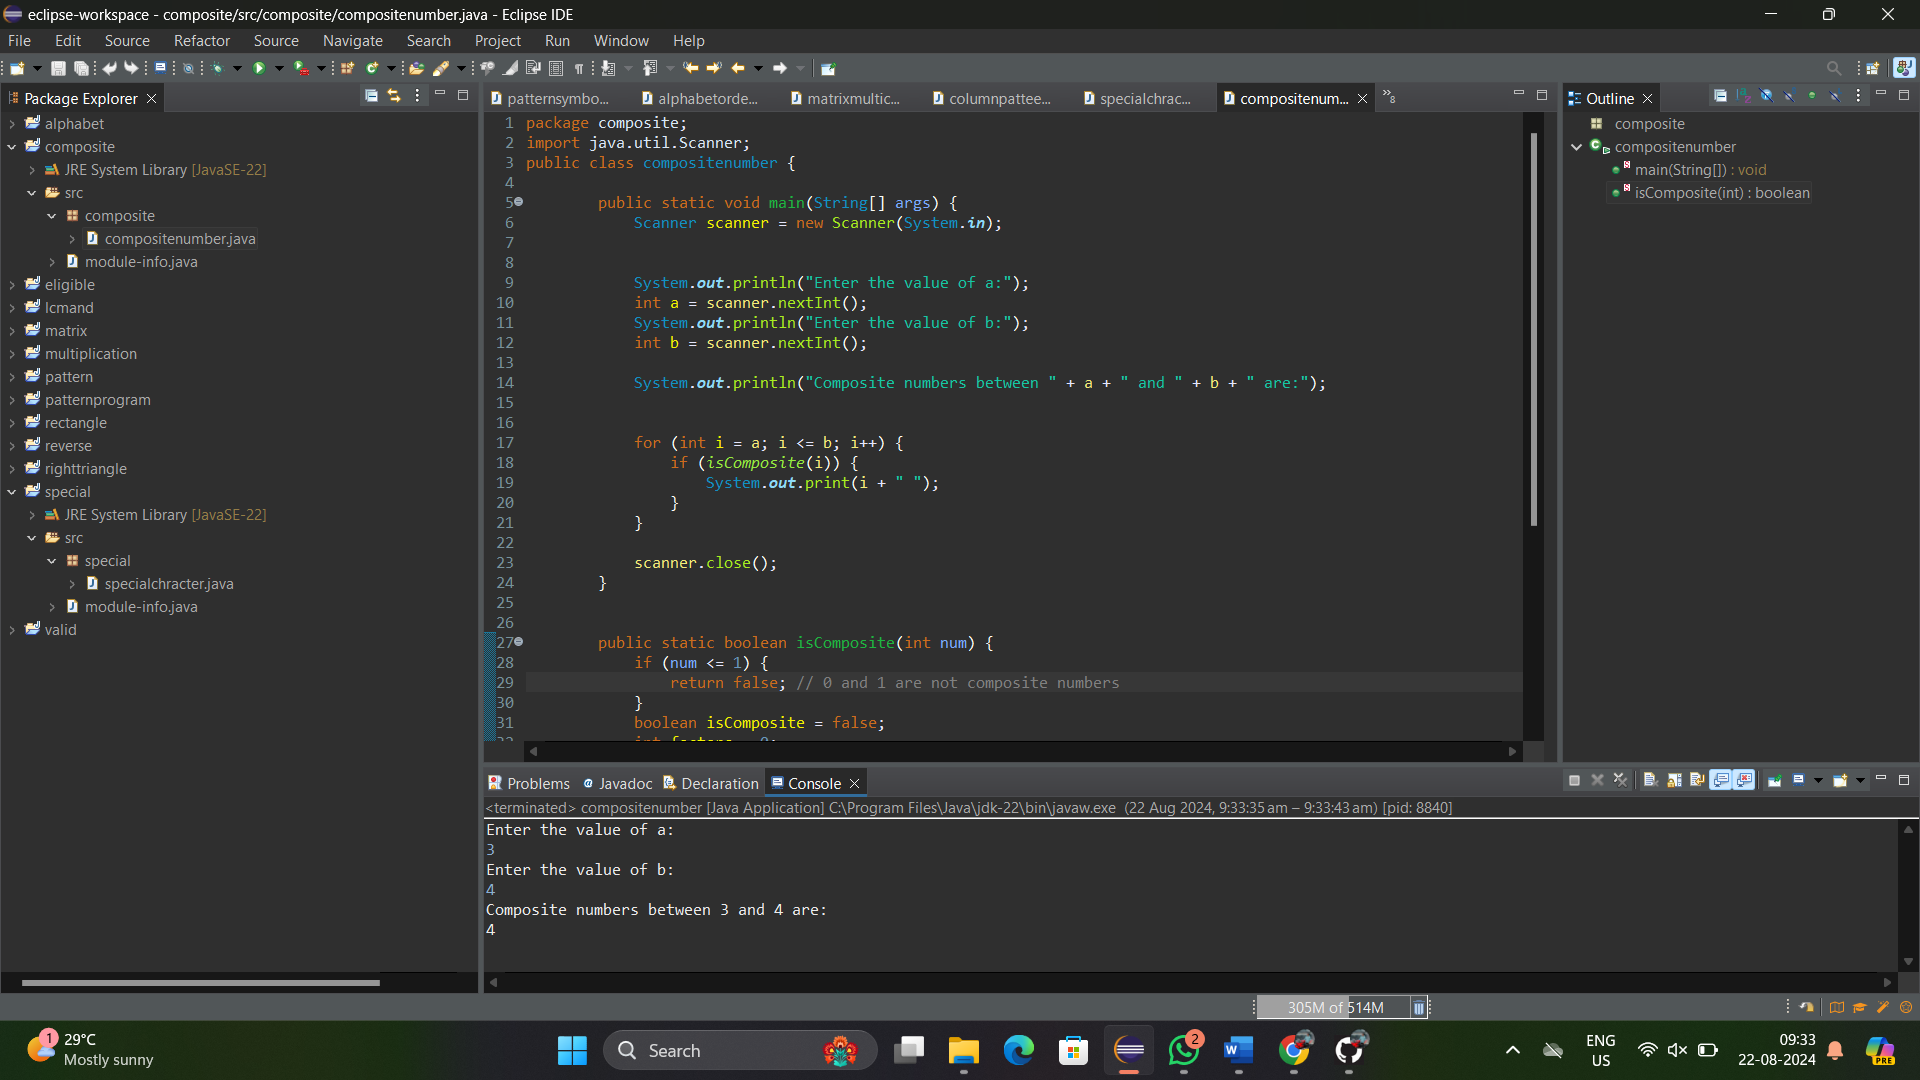 eclipse-workspace - composite/src/composite/compositenumber.java - Eclipse IDE
File Edit Source Refactor Source Navigate Search Project Run Window Help
Package Explorer
alphabet
composite
JRE System Library [JavaSE-22]
src
composite
compositenumber.java
module-info.java
eligible
lcmand
matrix
multiplication
pattern
patternprogram
rectangle
reverse
righttriangle
special
JRE System Library [JavaSE-22]
src
special
specialchracter.java
module-info.java
valid
patternsymbo... alphabetorde... matrixmultic... columnpattee... specialchrac... compositenum... »8
1 package composite;
2 import java.util.Scanner;
3 public class compositenumber {
4
5 public static void main(String[] args) {
6 Scanner scanner = new Scanner(System.in);
7
8
9 System.out.println("Enter the value of a:");
10 int a = scanner.nextInt();
11 System.out.println("Enter the value of b:");
12 int b = scanner.nextInt();
13
14 System.out.println("Composite numbers between " + a + " and " + b + " are:");
15
16
17 for (int i = a; i <= b; i++) {
18 if (isComposite(i)) {
19 System.out.print(i + " ");
20 }
21 }
22
23 scanner.close();
24 }
25
26
27 public static boolean isComposite(int num) {
28 if (num <= 1) {
29 return false; // 0 and 1 are not composite numbers
30 }
31 boolean isComposite = false;
Outline
composite
compositenumber
main(String[]) : void
isComposite(int) : boolean
Problems Javadoc Declaration Console
<terminated> compositenumber [Java Application] C:\Program Files\Java\jdk-22\bin\javaw.exe (22 Aug 2024, 9:33:35 am – 9:33:43 am) [pid: 8840]
Enter the value of a:
3
Enter the value of b:
4
Composite numbers between 3 and 4 are:
4
305M of 514M
1
29°C
Mostly sunny
Search
2
ENG
US
09:33
22-08-2024
PRE